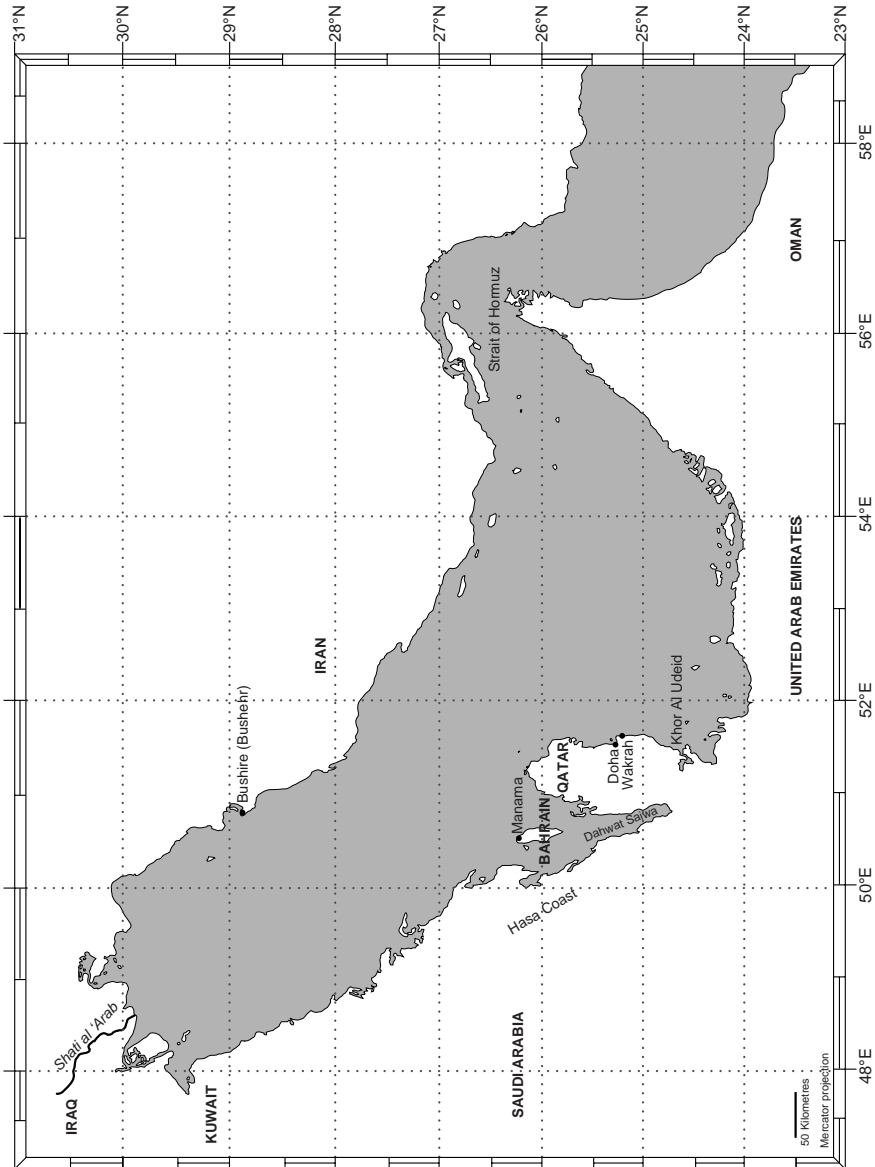 31°N
IRAQ
Shatt al 'Arab
30°N
KUWAIT
29°N
Bushire (Bushehr)
IRAN
28°N
27°N
Strait of Hormuz
Manama
SAUDI ARABIA
Hasa Coast
BAHRAIN
26°N
QATAR
Dahwat Salwa
Doha
Wakrah
25°N
Khor Al Udeid
24°N
UNITED ARAB EMIRATES
OMAN
50 Kilometres
Mercator projection
23°N
48°E
50°E
52°E
54°E
56°E
58°E